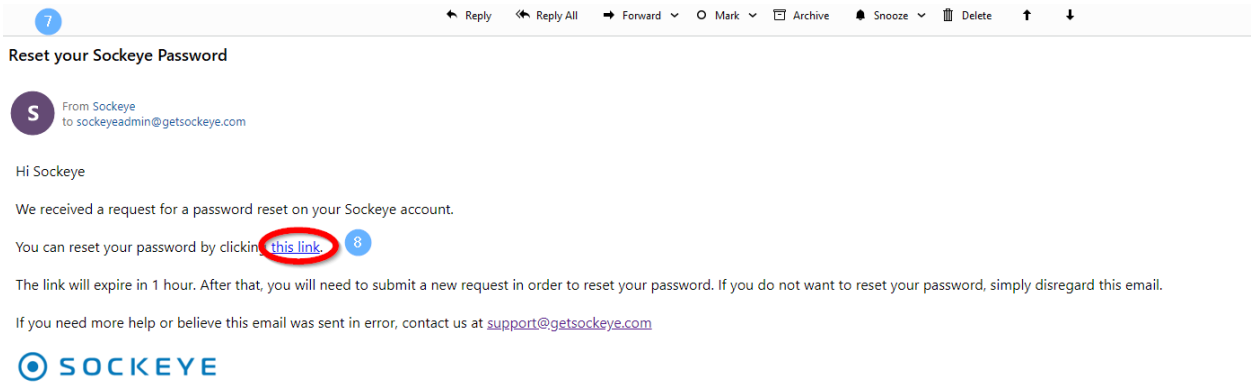 7
Reply Reply All Forward Mark Archive Snooze Delete
Reset your Sockeye Password
S
From Sockeye
to sockeyeadmin@getsockeye.com
Hi Sockeye
We received a request for a password reset on your Sockeye account.
You can reset your password by clicking this link. 8
The link will expire in 1 hour. After that, you will need to submit a new request in order to reset your password. If you do not want to reset your password, simply disregard this email.
If you need more help or believe this email was sent in error, contact us at support@getsockeye.com
SOCKEYE